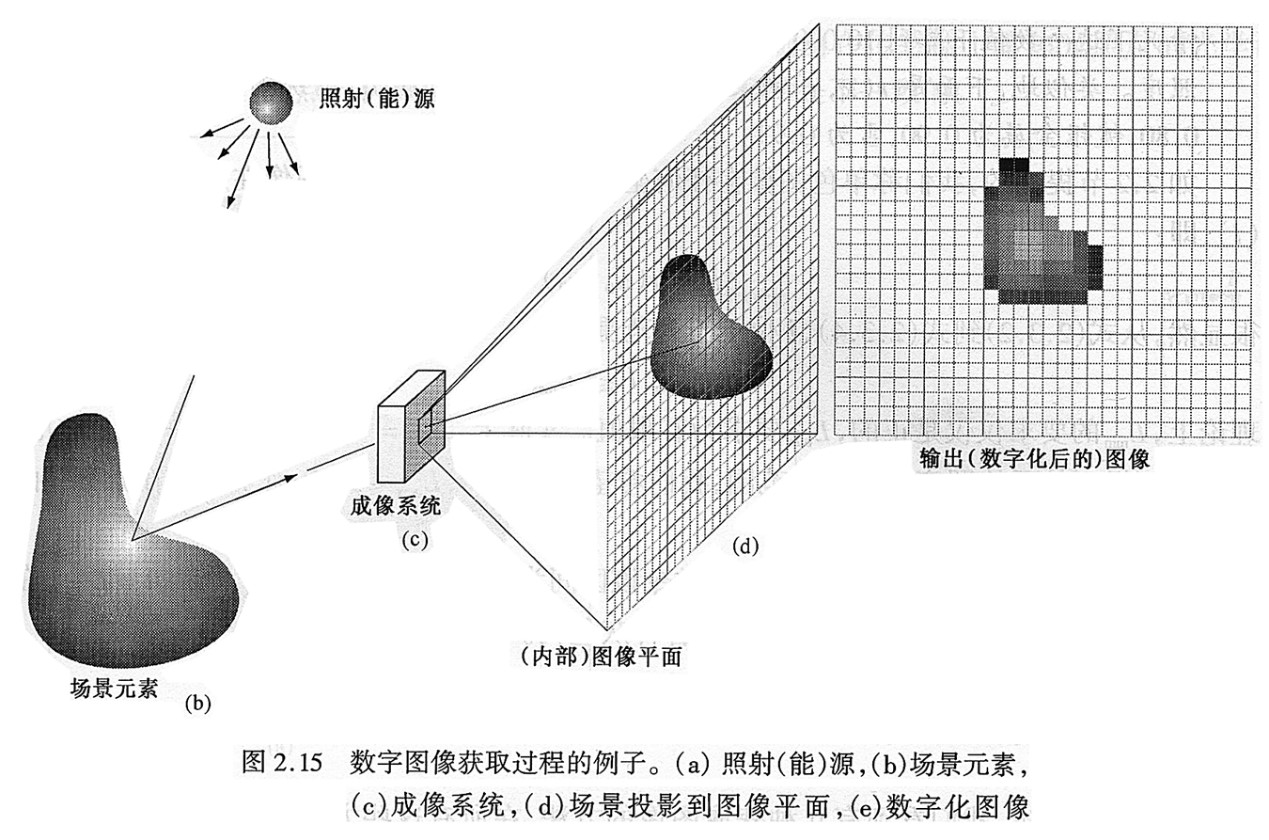 照射(能)源
输出(数字化后的)图像
成像系统
(c)
(d)
(内部)图像平面
场景元素
(b)
图 2.15 数字图像获取过程的例子。(a) 照射(能)源,(b)场景元素,
(c)成像系统,(d)场景投影到图像平面,(e)数字化图像